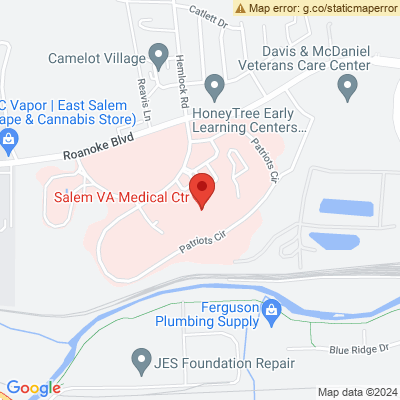 Map error: g.co/staticmaperror
Catlett Dr
Camelot Village
Hemlock Rd
Reavis Ln
Davis & McDaniel
Veterans Care Center
C Vapor | East Salem
ape & Cannabis Store)
HoneyTree Early
Learning Centers...
Roanoke Blvd
Patriots Cir
Salem VA Medical Ctr
Patriots Cir
Ferguson
Plumbing Supply
Blue Ridge Dr
JES Foundation Repair
Google
Map data ©2024